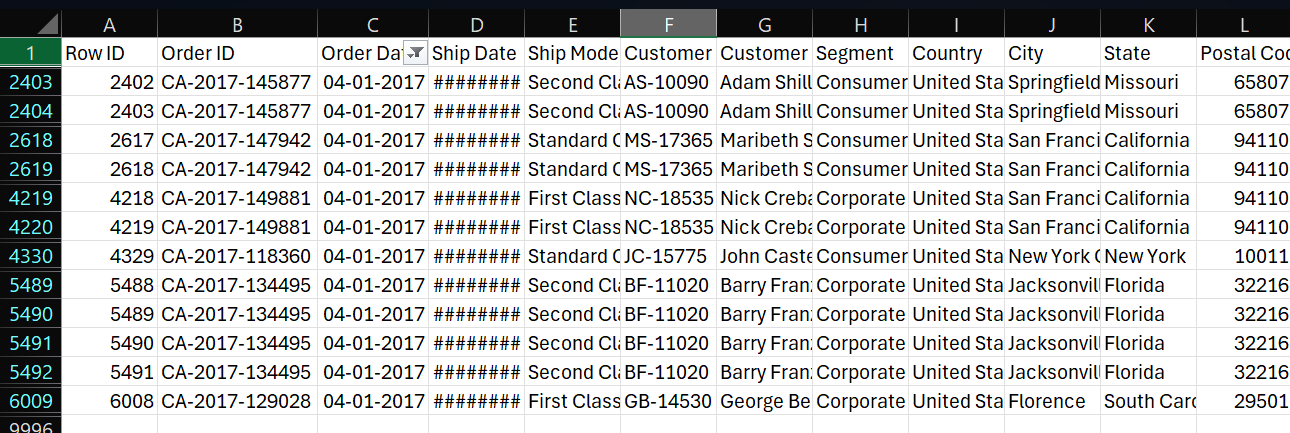 A B C D E F G H I J K L
1 Row ID Order ID Order Da Ship Date Ship Mode Customer Customer Segment Country City State Postal Co
2403 2402 CA-2017-145877 04-01-2017 ######## Second Cl AS-10090 Adam Shill Consumer United Sta Springfield Missouri 65807
2404 2403 CA-2017-145877 04-01-2017 ######## Second Cl AS-10090 Adam Shill Consumer United Sta Springfield Missouri 65807
2618 2617 CA-2017-147942 04-01-2017 ######## Standard C MS-17365 Maribeth S Consumer United Sta San Franci California 94110
2619 2618 CA-2017-147942 04-01-2017 ######## Standard C MS-17365 Maribeth S Consumer United Sta San Franci California 94110
4219 4218 CA-2017-149881 04-01-2017 ######## First Class NC-18535 Nick Creba Corporate United Sta San Franci California 94110
4220 4219 CA-2017-149881 04-01-2017 ######## First Class NC-18535 Nick Creba Corporate United Sta San Franci California 94110
4330 4329 CA-2017-118360 04-01-2017 ######## Standard C JC-15775 John Caste Consumer United Sta New York C New York 10011
5489 5488 CA-2017-134495 04-01-2017 ######## Second Cl BF-11020 Barry Franz Corporate United Sta Jacksonvil Florida 32216
5490 5489 CA-2017-134495 04-01-2017 ######## Second Cl BF-11020 Barry Franz Corporate United Sta Jacksonvil Florida 32216
5491 5490 CA-2017-134495 04-01-2017 ######## Second Cl BF-11020 Barry Franz Corporate United Sta Jacksonvil Florida 32216
5492 5491 CA-2017-134495 04-01-2017 ######## Second Cl BF-11020 Barry Franz Corporate United Sta Jacksonvil Florida 32216
6009 6008 CA-2017-129028 04-01-2017 ######## First Class GB-14530 George Be Corporate United Sta Florence South Card 29501
9996